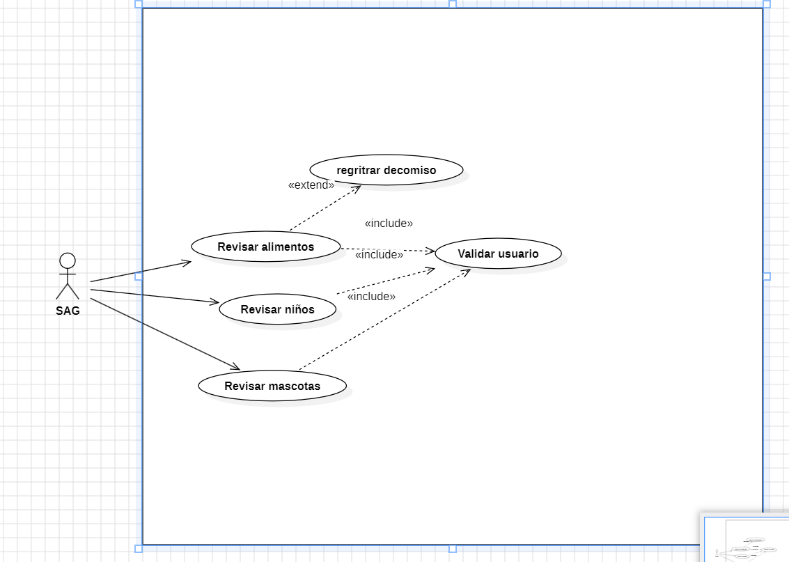 regritrar decomiso
«extend»
«include»
Revisar alimentos
«include»
Validar usuario
«include»
Revisar niños
SAG
Revisar mascotas